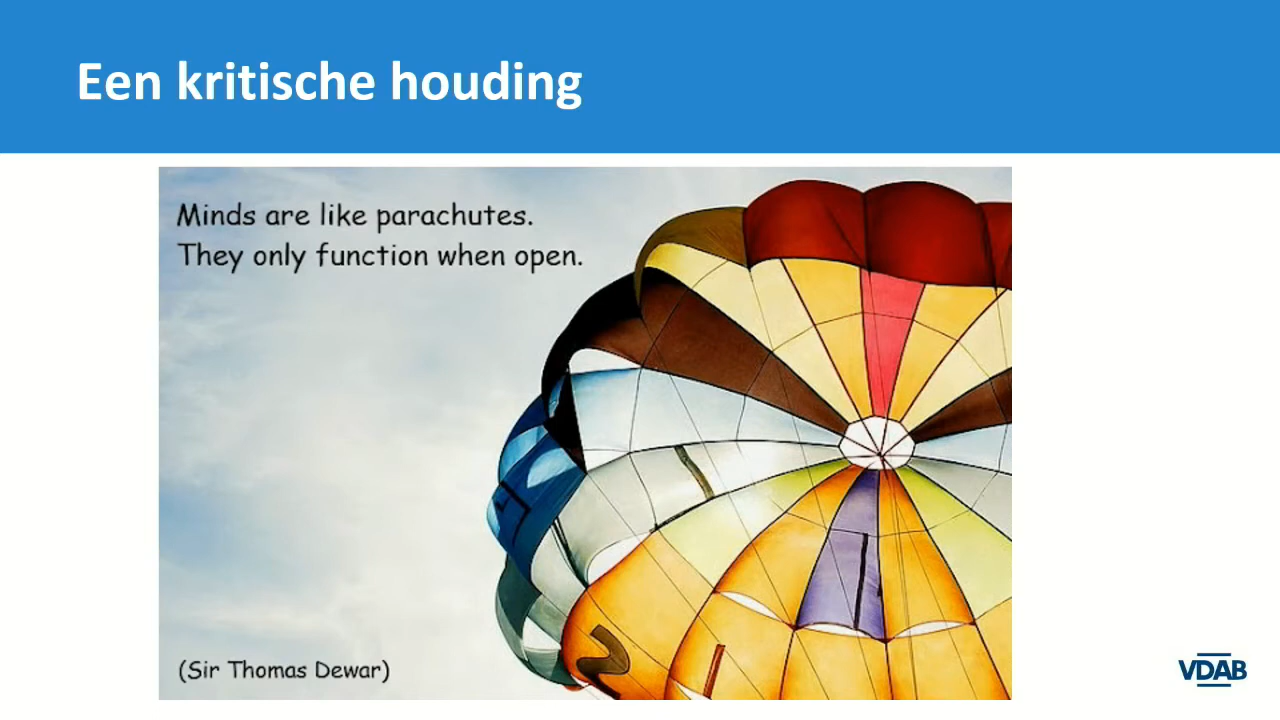 Een kritische houding
Minds are like parachutes.
They only function when open.
(Sir Thomas Dewar)
VDAB